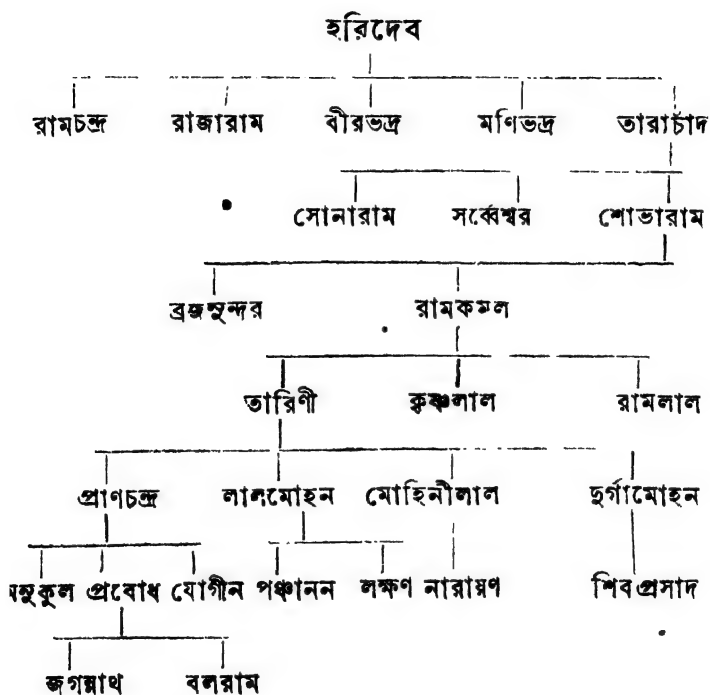 হরিদেব
রামচন্দ্র রাজারাম বীরভদ্র মণিভদ্র তারাচাঁদ
সোনারাম সর্ব্বেশ্বর শোভারাম
ব্রজসুন্দর রামকমল
তারিণী কৃষ্ণলাল রামলাল
প্রাণচন্দ্র লালমোহন মোহিনীলাল দুর্গামোহন
অনুকুল প্রবোধ যোগীন পঞ্চানন লক্ষণ নারায়ণ শিবপ্রসাদ
জগন্নাথ বলরাম